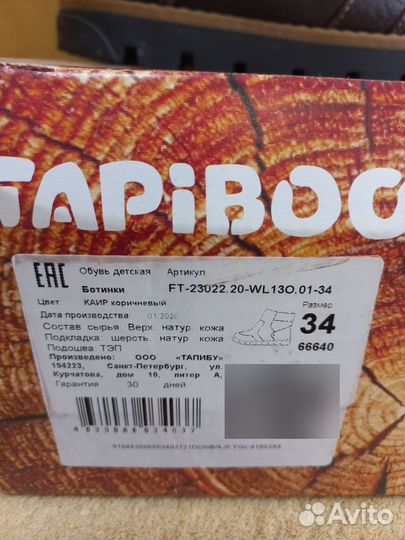 TAPiBOO
EAC
Обувь детская Артикул
Ботинки FT-23022.20-WL13O.01-34
Цвет: КАИР коричневый Размер
Дата производства 01.2020
34
Состав сырья: Верх. натур. кожа
Подкладка шерсть. натур кожа
Подошва ТЭП
66640
Произведено: ООО «ТАПИБУ»
194223, Санкт-Петербург, ул.
Курчатова, дом 10, литер А,
Гарантия 30 дней
4630066034037
Avito